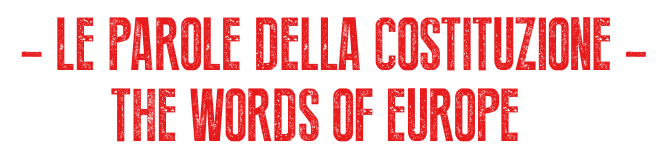 – LE PAROLE DELLA COSTITUZIONE –
THE WORDS OF EUROPE